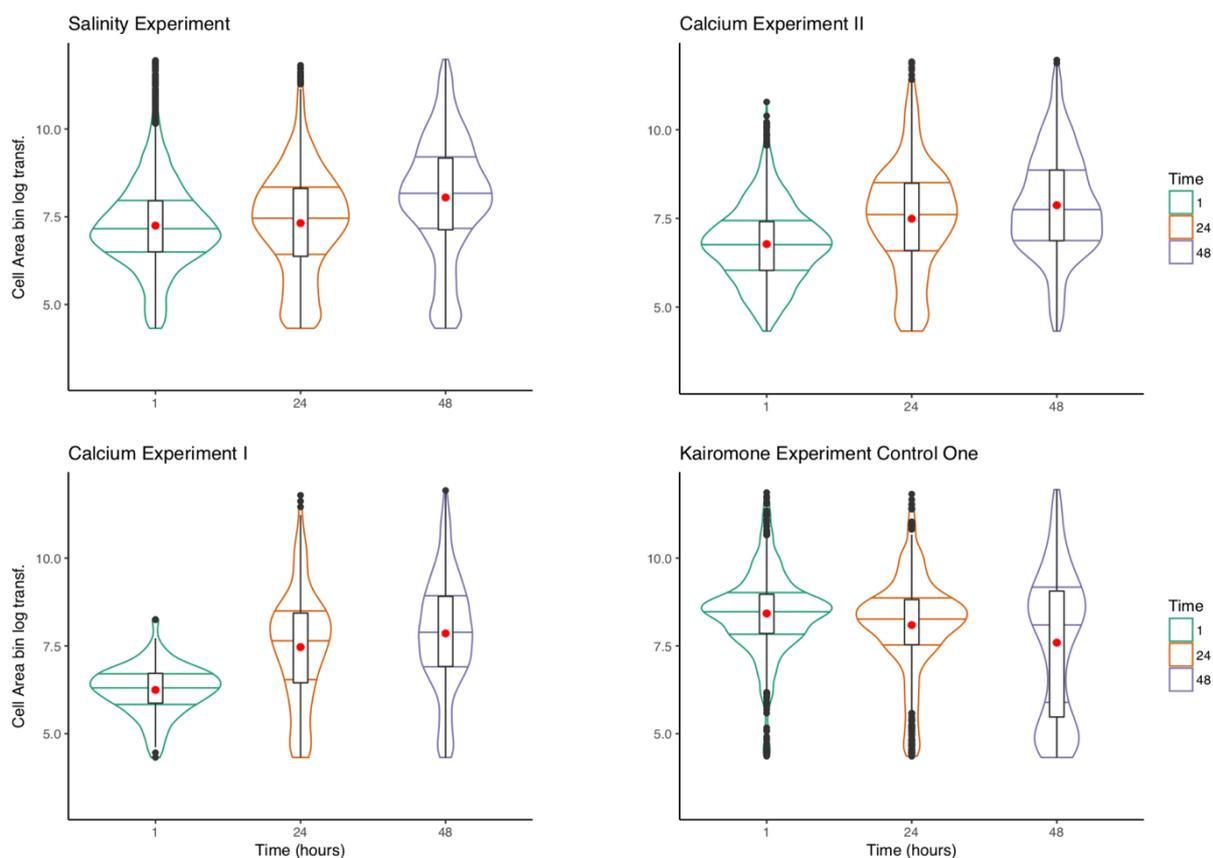 Salinity Experiment
Cell Area bin log transf.
10.0
7.5
5.0
1 24 48
Calcium Experiment II
10.0
7.5
5.0
1 24 48
Time
1
24
48
Calcium Experiment I
Cell Area bin log transf.
10.0
7.5
5.0
1 24 48
Time (hours)
Kairomone Experiment Control One
10.0
7.5
5.0
1 24 48
Time (hours)
Time
1
24
48